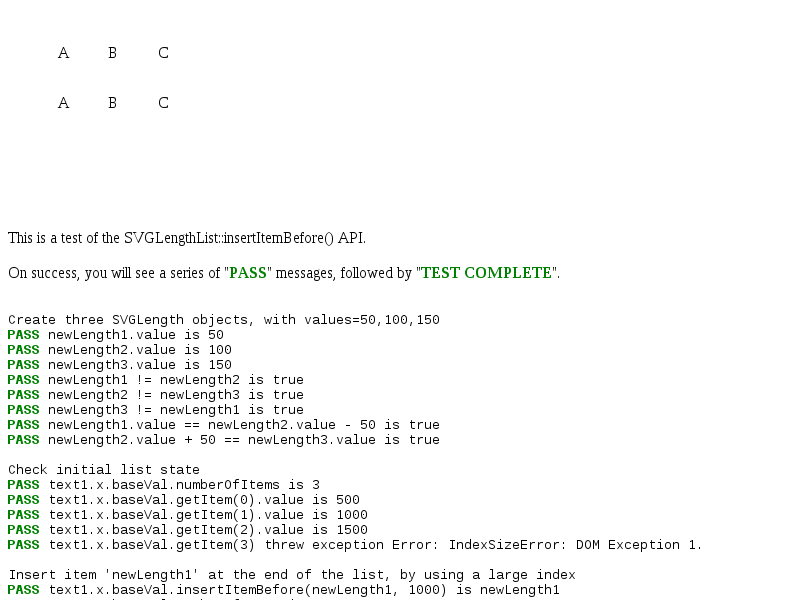 A B C
A B C
This is a test of the SVGLengthList::insertItemBefore() API.
On success, you will see a series of "PASS" messages, followed by "TEST COMPLETE".
Create three SVGLength objects, with values=50,100,150
PASS newLength1.value is 50
PASS newLength2.value is 100
PASS newLength3.value is 150
PASS newLength1 != newLength2 is true
PASS newLength2 != newLength3 is true
PASS newLength3 != newLength1 is true
PASS newLength1.value == newLength2.value - 50 is true
PASS newLength2.value + 50 == newLength3.value is true
Check initial list state
PASS text1.x.baseVal.numberOfItems is 3
PASS text1.x.baseVal.getItem(0).value is 500
PASS text1.x.baseVal.getItem(1).value is 1000
PASS text1.x.baseVal.getItem(2).value is 1500
PASS text1.x.baseVal.getItem(3) threw exception Error: IndexSizeError: DOM Exception 1.
Insert item 'newLength1' at the end of the list, by using a large index
PASS text1.x.baseVal.insertItemBefore(newLength1, 1000) is newLength1